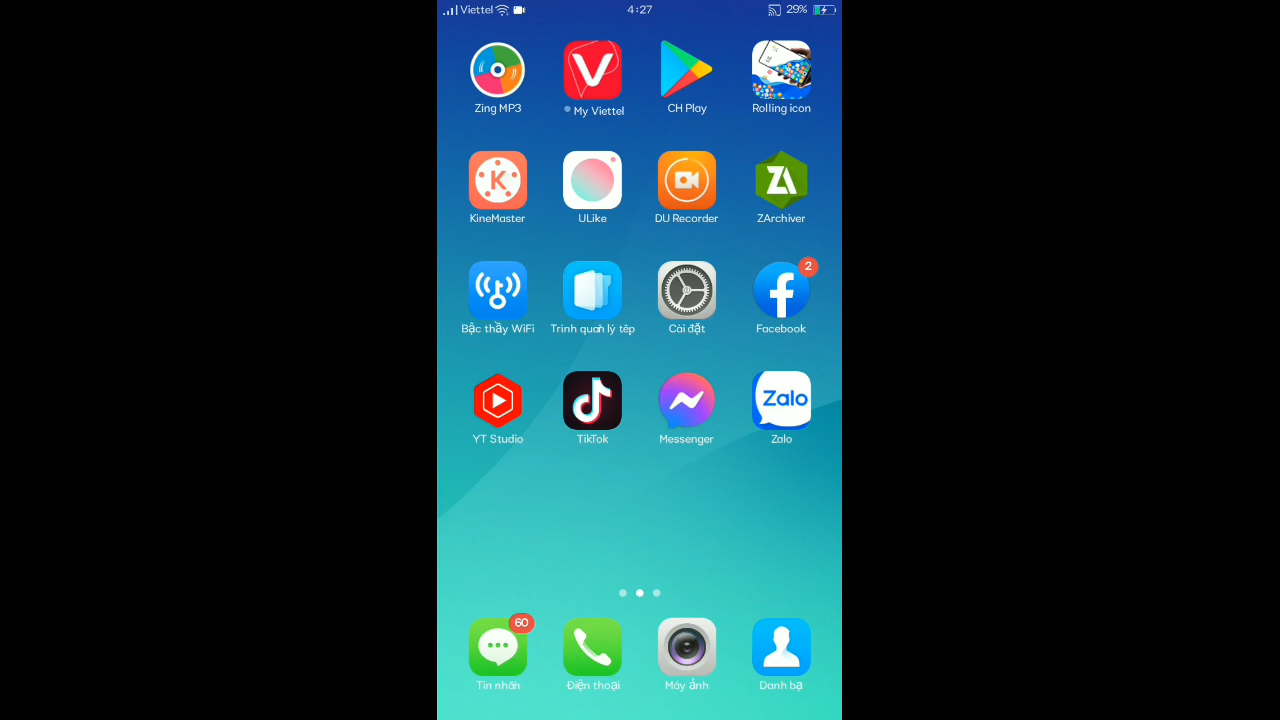 Viettel
4:27
29%
Zing MP3
My Viettel
CH Play
Rolling icon
KineMaster
ULike
DU Recorder
ZArchiver
Bậc thầy WiFi
Trình quản lý tệp
Cài đặt
2
Facebook
YT Studio
TikTok
Messenger
Zalo
Zalo
60
Tin nhắn
Điện thoại
Máy ảnh
Danh bạ